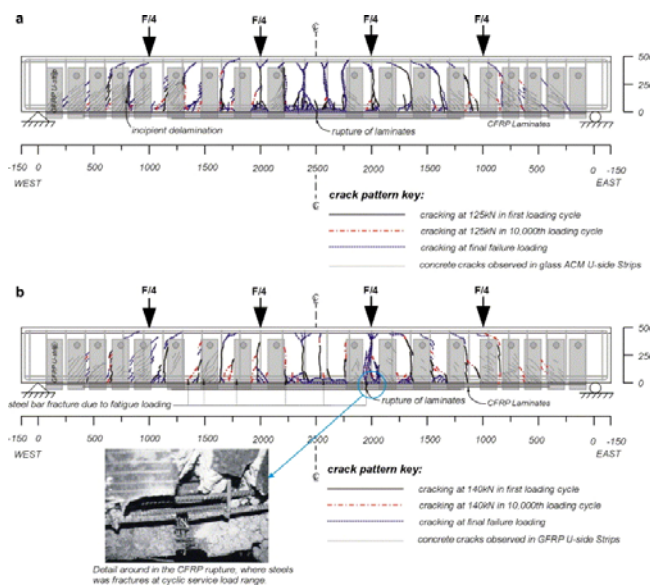 a
F/4 F/4 F/4 F/4
CFRP U-side
500
250
0
incipient delamination
rupture of laminates
CFRP Laminates
-150 0 500 1000 1500 2000 2500 2000 1500 1000 500 0 -150
WEST
EAST
crack pattern key:
cracking at 125kN in first loading cycle
cracking at 125kN in 10,000th loading cycle
cracking at final failure loading
concrete cracks observed in glass ACM U-side Strips
b
F/4 F/4 F/4 F/4
CFRP U-side
500
250
0
steel bar fracture due to fatigue loading
rupture of laminates
CFRP Laminates
-150 0 500 1000 1500 2000 2500 2000 1500 1000 500 0 -150
WEST
EAST
crack pattern key:
cracking at 140kN in first loading cycle
cracking at 140kN in 10,000th loading cycle
cracking at final failure loading
concrete cracks observed in GFRP U-side Strips
Detail around in the CFRP rupture, where steels
was fractures at cyclic service load range.